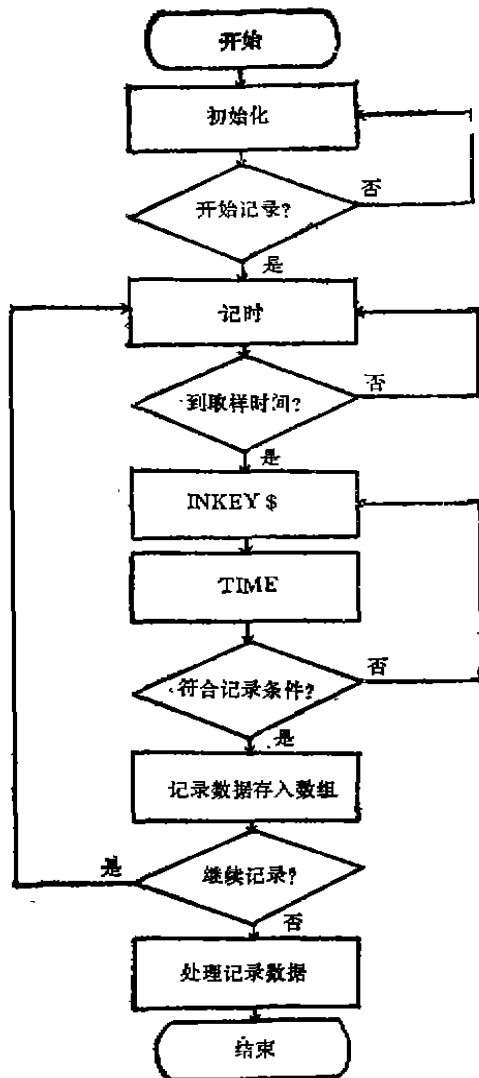 开始
初始化
否
开始记录?
是
记时
否
到取样时间?
是
INKEY $
TIME
否
符合记录条件?
是
记录数据存入数组
是
继续记录?
否
处理记录数据
结束